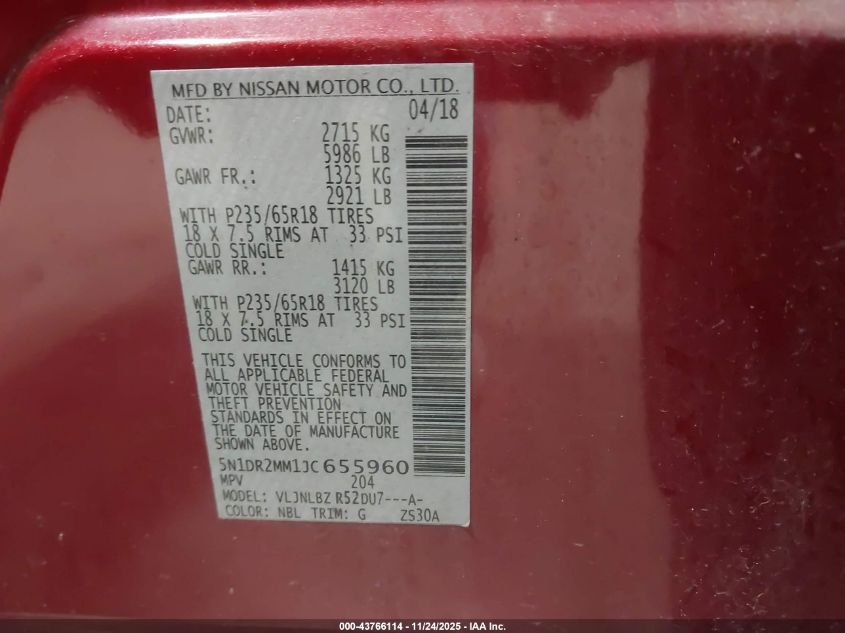 MFD BY NISSAN MOTOR CO., LTD.
DATE: 04/18
GVWR: 2715 KG
5986 LB
GAWR FR.: 1325 KG
2921 LB
WITH P235/65R18 TIRES
18 X 7.5 RIMS AT 33 PSI
COLD SINGLE
GAWR RR.: 1415 KG
3120 LB
WITH P235/65R18 TIRES
18 X 7.5 RIMS AT 33 PSI
COLD SINGLE
THIS VEHICLE CONFORMS TO
ALL APPLICABLE FEDERAL
MOTOR VEHICLE SAFETY AND
THEFT PREVENTION
STANDARDS IN EFFECT ON
THE DATE OF MANUFACTURE
SHOWN ABOVE.
5N1DR2MM1JC655960
MPV 204
MODEL: VLJNLBZ R52DU7---A-
COLOR: NBL TRIM: G ZS30A
000-43766114 - 11/24/2025 - IAA Inc.